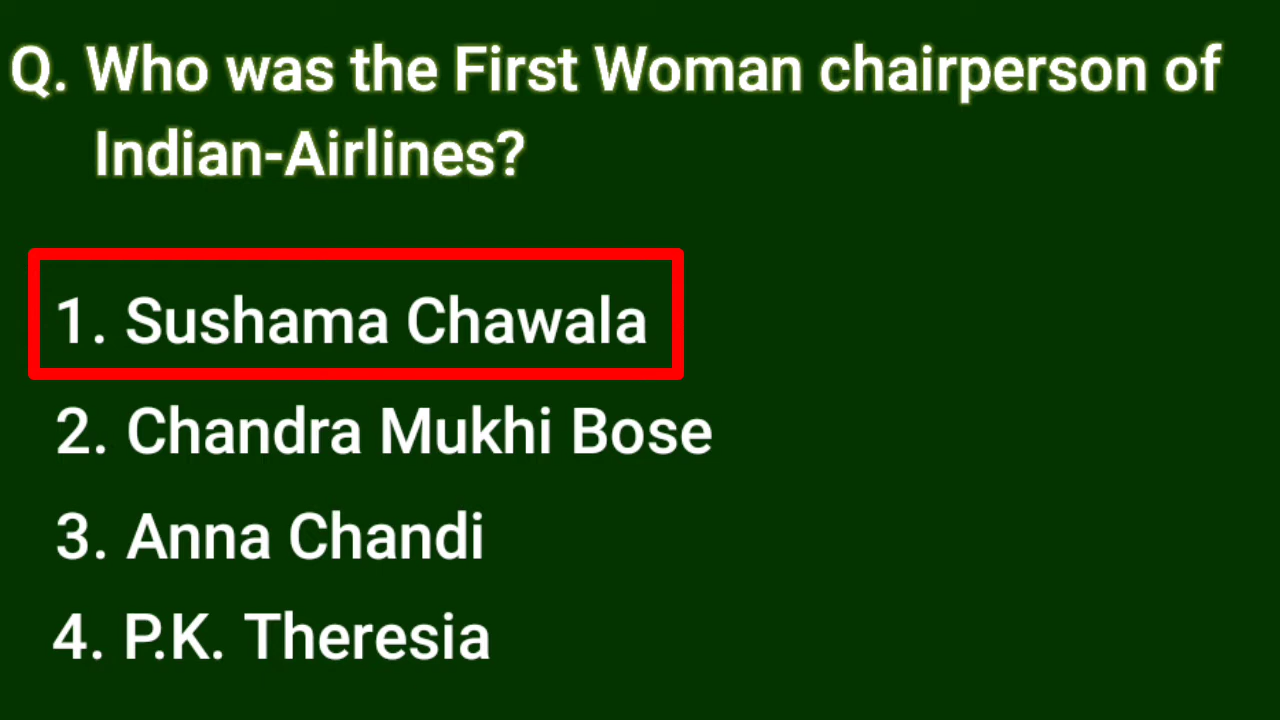 Q. Who was the First Woman chairperson of
Indian-Airlines?
1. Sushama Chawala
2. Chandra Mukhi Bose
3. Anna Chandi
4. P.K. Theresia